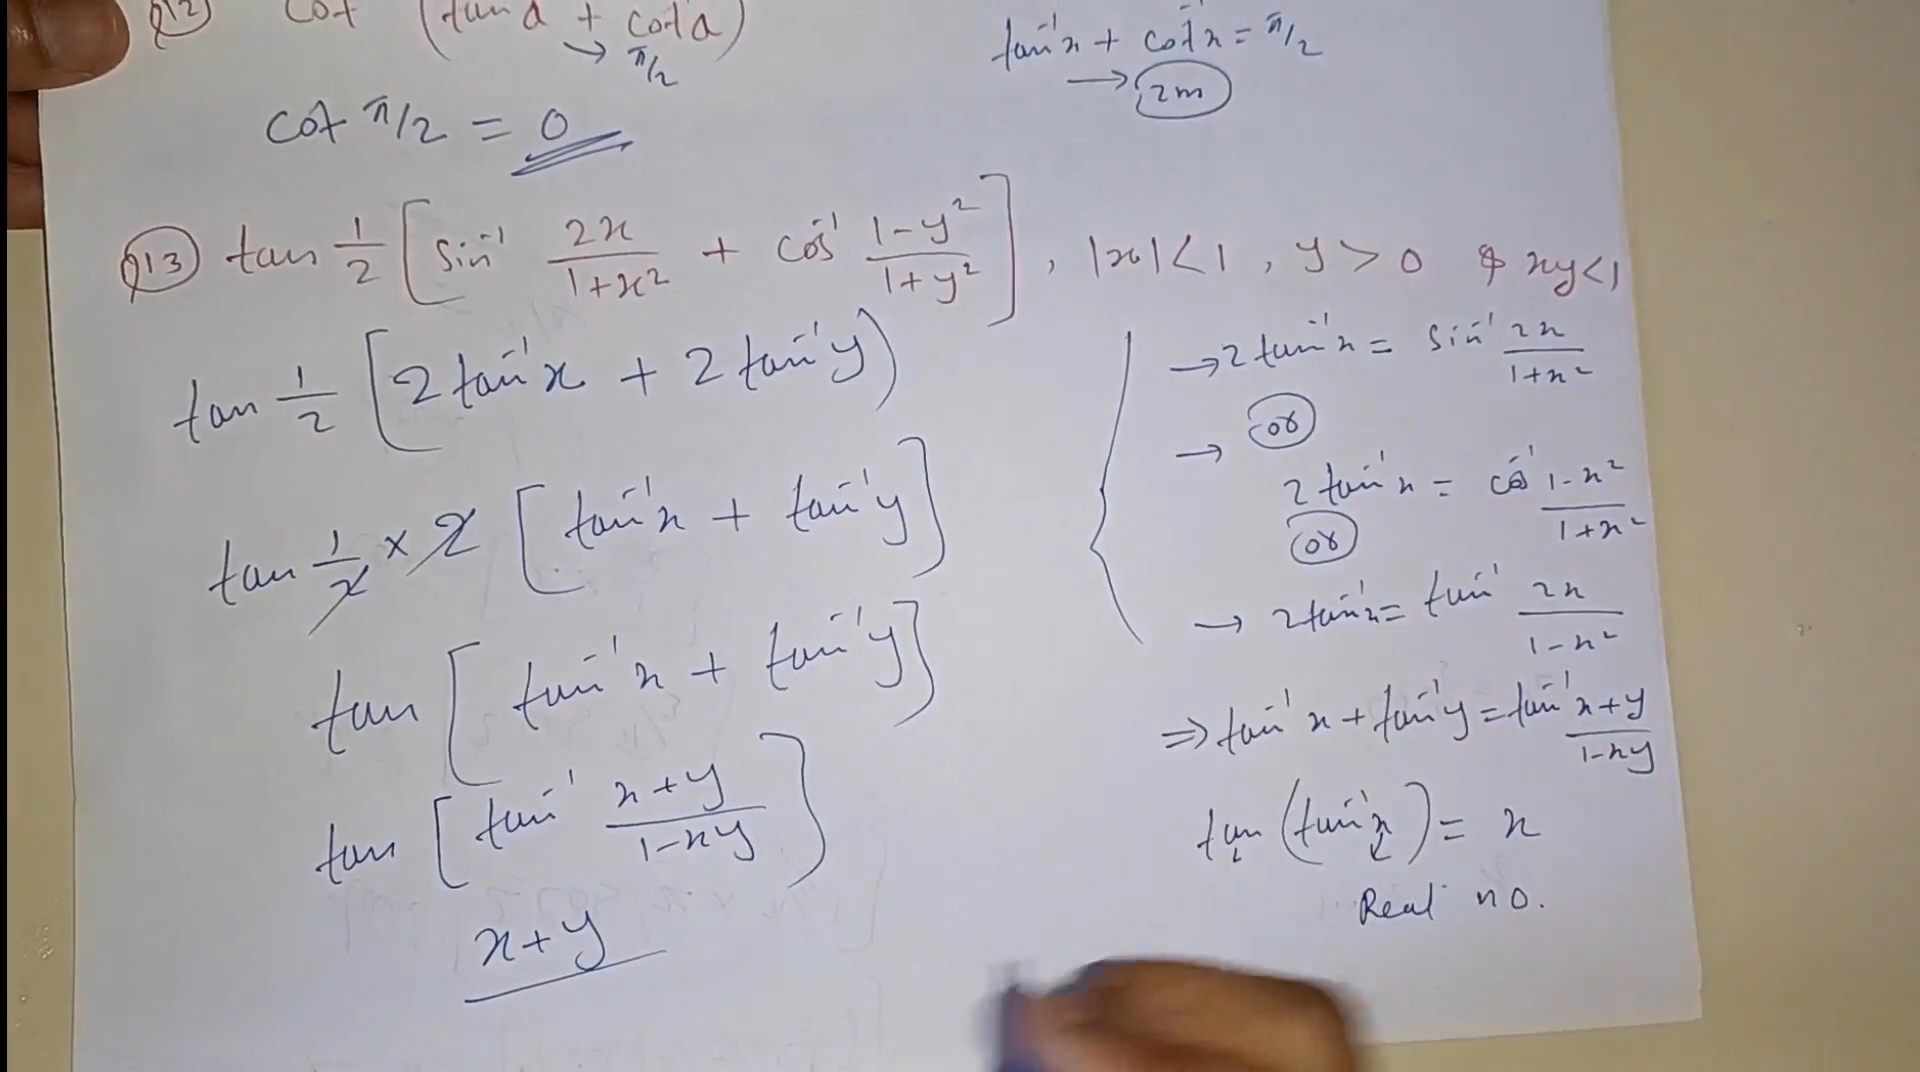 Q12) cot (tan⁻¹a + cot⁻¹a)
→ π/2
cot π/2 = 0
tan⁻¹x + cot⁻¹x = π/2
→ 2m
Q13) tan 1/2 [sin⁻¹ 2x/(1+x²) + cos⁻¹ (1-y²)/(1+y²)], |x|<1, y>0 & xy<1
tan 1/2 [2 tan⁻¹x + 2 tan⁻¹y)
tan 1/2 × 2 [tan⁻¹x + tan⁻¹y]
tan [tan⁻¹x + tan⁻¹y]
tan [tan⁻¹ (x+y)/(1-xy)]
x+y
→ 2 tan⁻¹x = sin⁻¹ 2x/(1+x²)
or
→ 2 tan⁻¹x = cos⁻¹ (1-x²)/(1+x²)
or
→ 2 tan⁻¹x = tan⁻¹ 2x/(1-x²)
⇒ tan⁻¹x + tan⁻¹y = tan⁻¹ (x+y)/(1-xy)
tan (tan⁻¹x) = x
Real no.